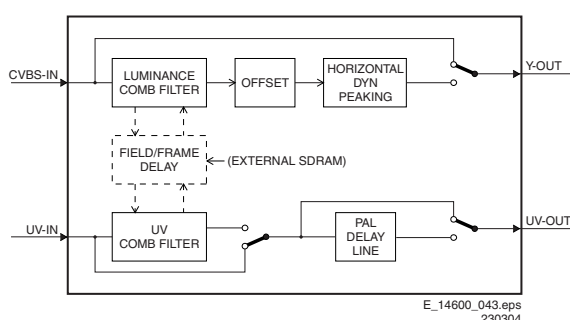 CVBS-IN
LUMINANCE
COMB FILTER
OFFSET
HORIZONTAL
DYN
PEAKING
Y-OUT
FIELD/FRAME
DELAY
(EXTERNAL SDRAM)
UV-IN
UV
COMB FILTER
PAL
DELAY
LINE
UV-OUT
E_14600_043.eps
230304